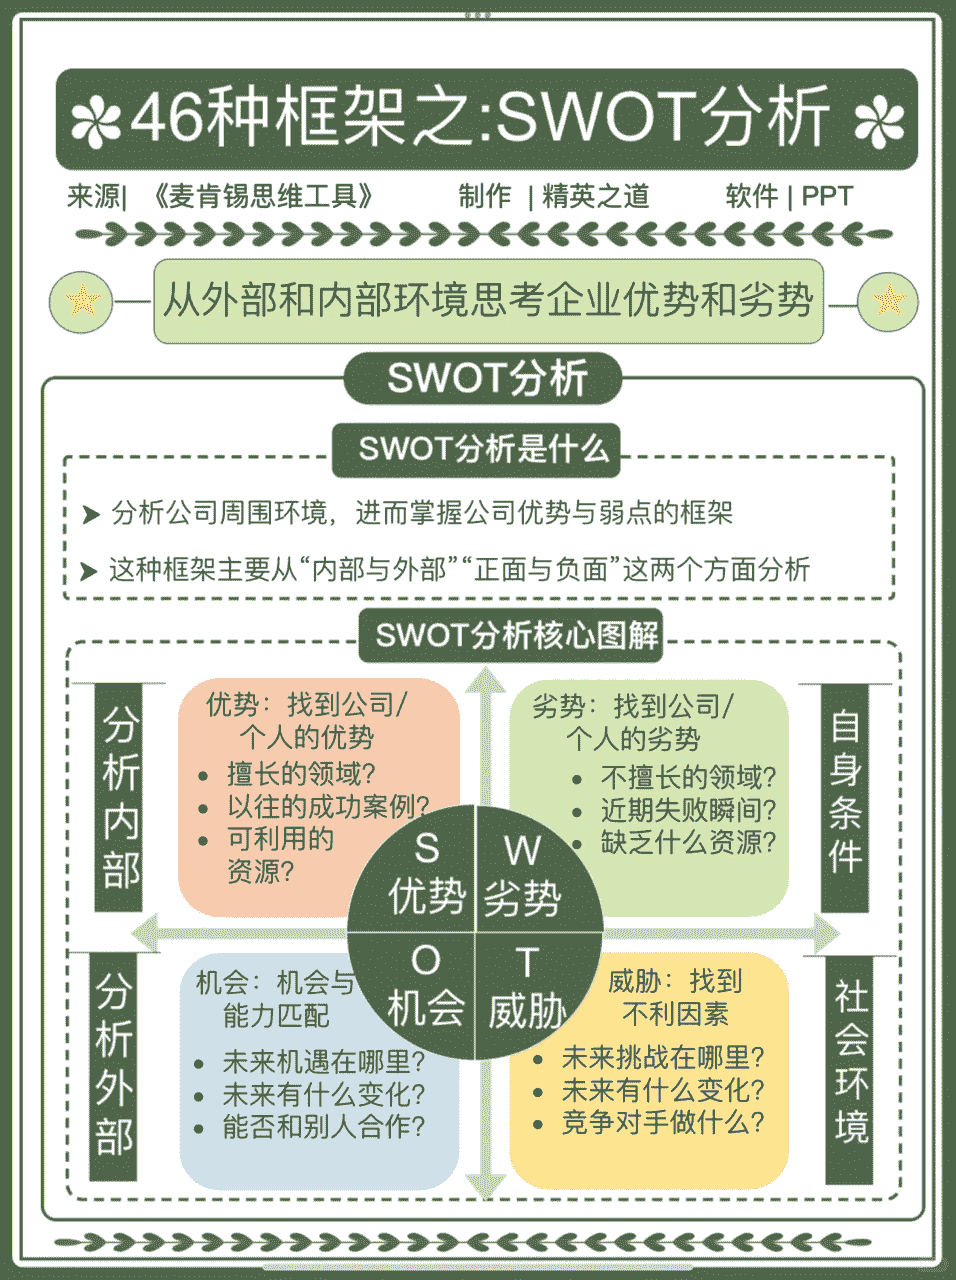 46种框架之:SWOT分析
来源| 《麦肯锡思维工具》 制作 | 精英之道 软件 | PPT
从外部和内部环境思考企业优势和劣势
SWOT分析
SWOT分析是什么
➤ 分析公司周围环境，进而掌握公司优势与弱点的框架
➤ 这种框架主要从“内部与外部”“正面与负面”这两个方面分析
SWOT分析核心图解
分析内部
优势：找到公司/
个人的优势
• 擅长的领域?
• 以往的成功案例?
• 可利用的
资源?
劣势：找到公司/
个人的劣势
• 不擅长的领域?
• 近期失败瞬间?
• 缺乏什么资源?
自身条件
S
优势
W
劣势
O
机会
T
威胁
分析外部
机会：机会与
能力匹配
• 未来机遇在哪里?
• 未来有什么变化?
• 能否和别人合作?
威胁：找到
不利因素
• 未来挑战在哪里?
• 未来有什么变化?
• 竞争对手做什么?
社会环境